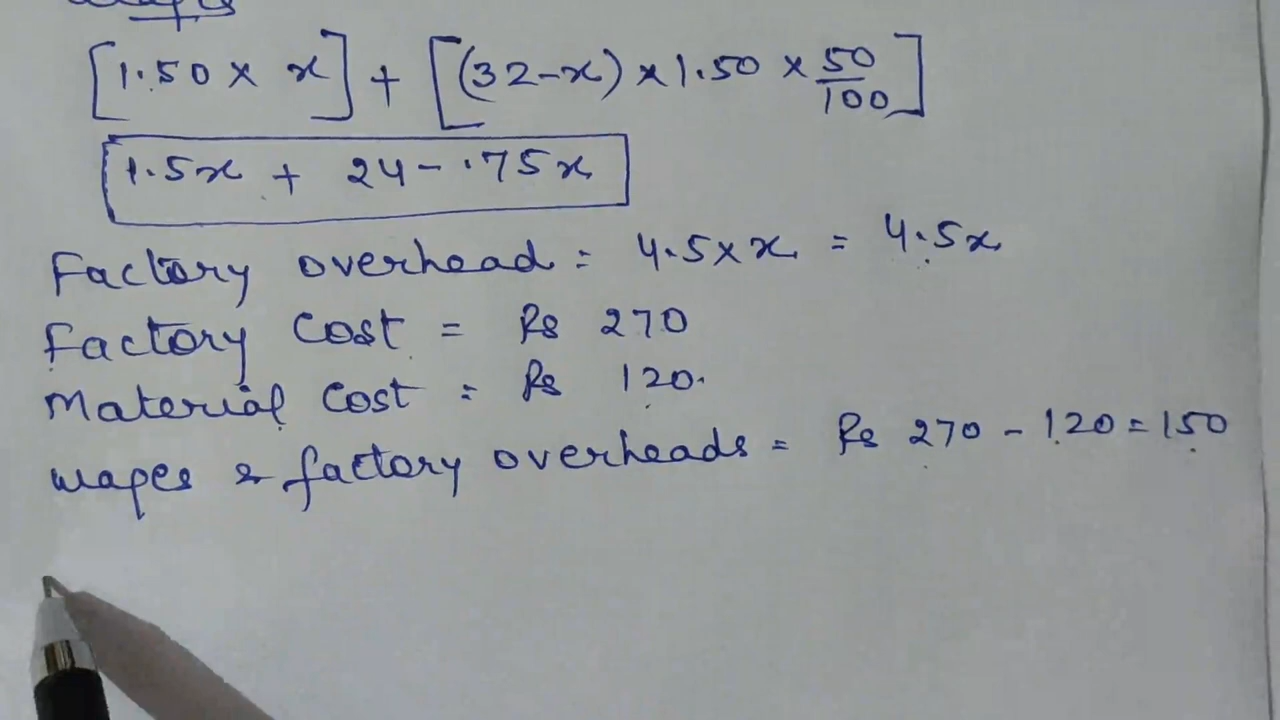 Wages
[1.50 × x] + [(32-x) × 1.50 × 50/100]
1.5x + 24 - .75x
Factory overhead = 4.5 × x = 4.5x
Factory Cost = Rs 270
Material Cost = Rs 120.
Wages & factory overheads = Rs 270 - 120 = 150